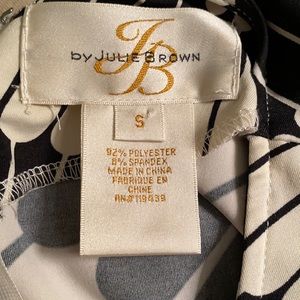 JB
by JULIE BROWN
S
92% POLYESTER
8% SPANDEX
MADE IN CHINA
FABRIQUE EN
CHINE
RN#119439